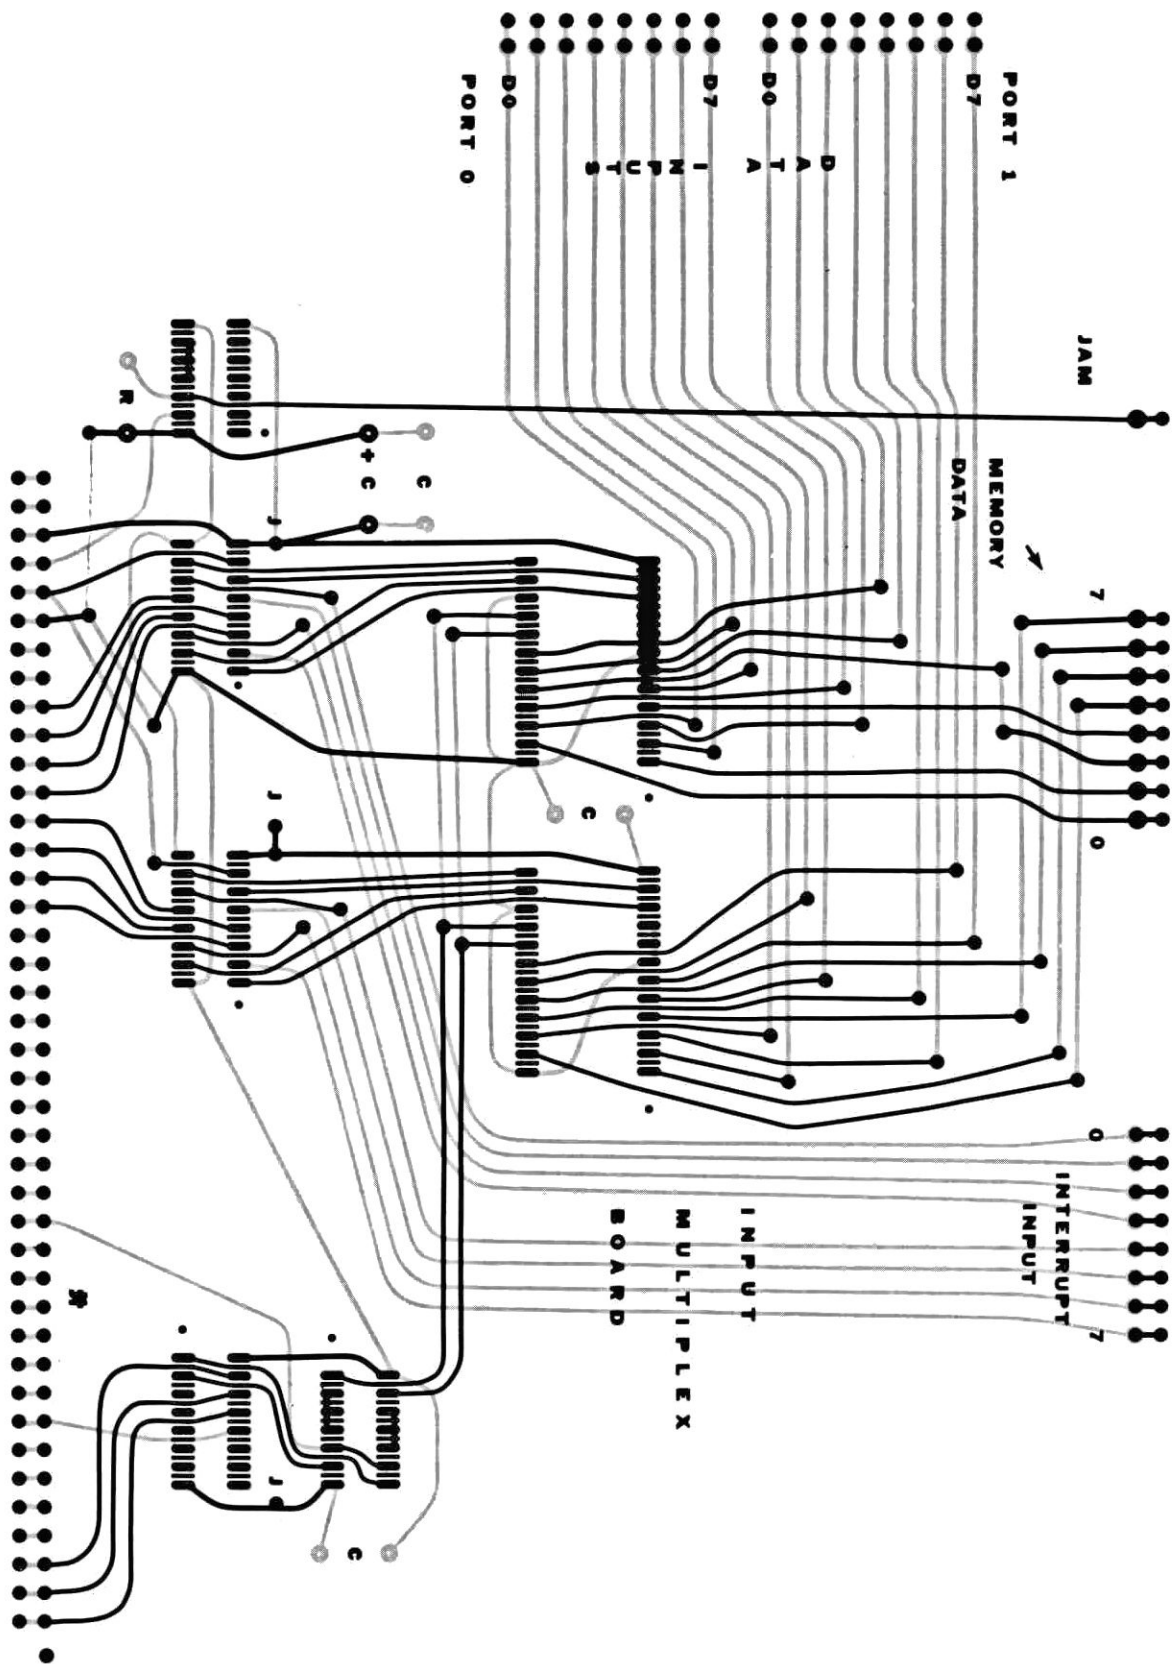 PORT 1
D7
D0
D7
D0
PORT 0
DATA
INPUTS
JAM
MEMORY
DATA
7
0
R
+ C
C
J
C
J
0
7
INTERRUPT
INPUT
INPUT
MULTIPLEX
BOARD
J
C